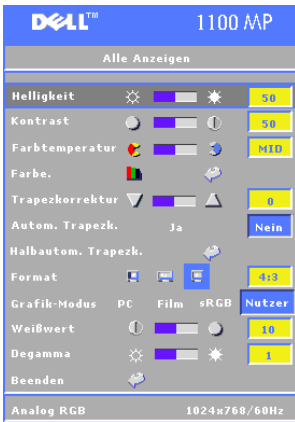 DELL™ 1100 MP
Alle Anzeigen
Helligkeit 50
Kontrast 50
Farbtemperatur MID
Farbe.
Trapezkorrektur 0
Autom. Trapezk. Ja Nein
Halbautom. Trapezk.
Format 4:3
Grafik-Modus PC Film sRGB Nutzer
Weißwert 10
Degamma 1
Beenden
Analog RGB 1024x768/60Hz